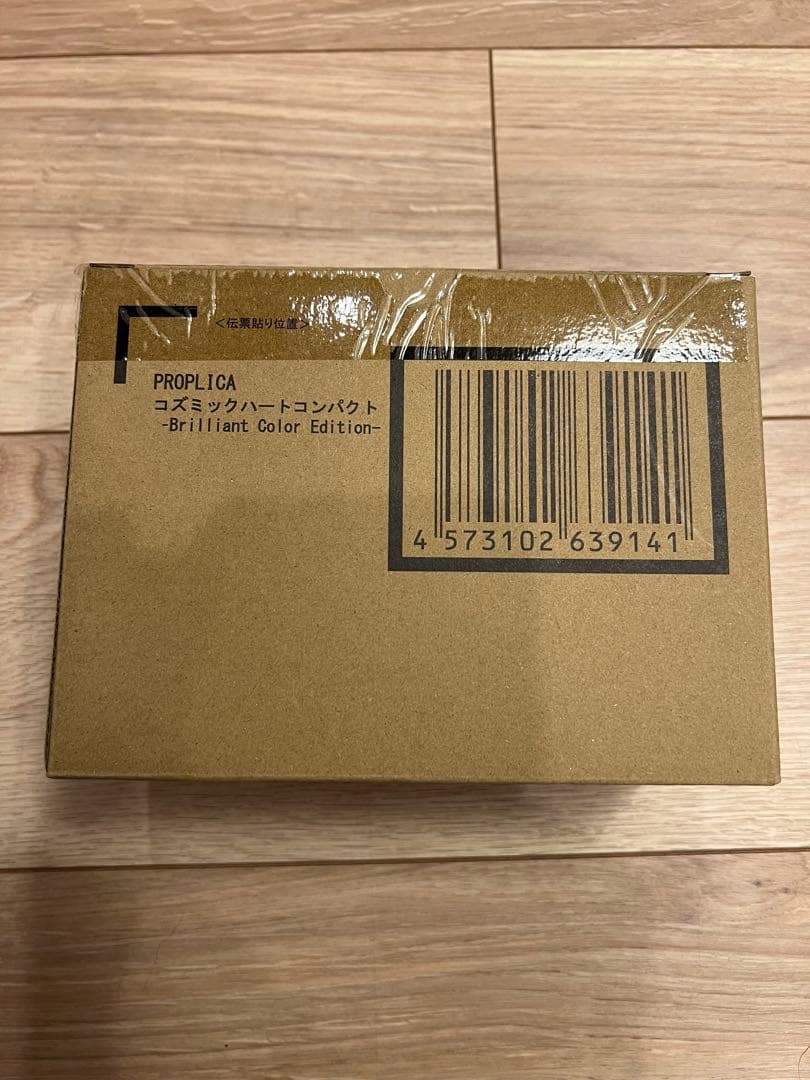 ＜伝票貼り位置＞
PROPLICA
コズミックハートコンパクト
-Brilliant Color Edition-
4 573102 639141